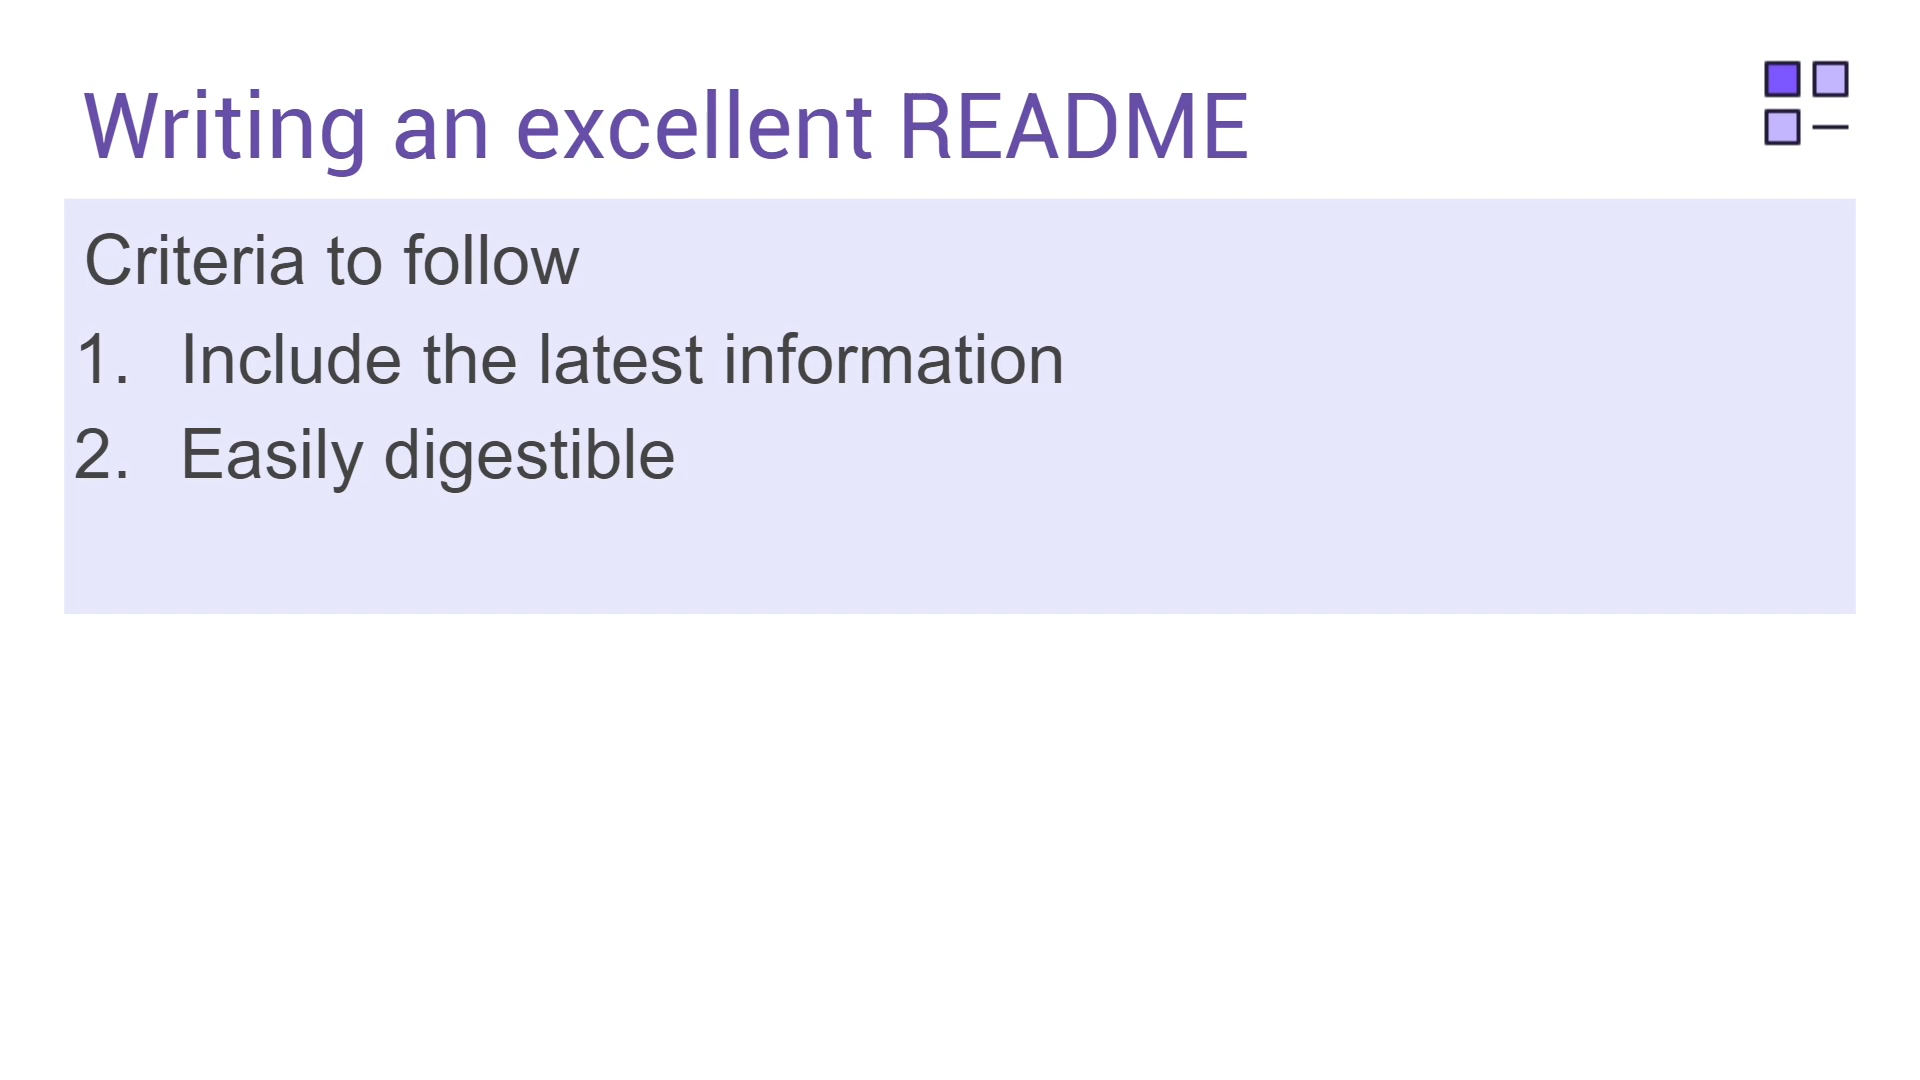 Writing an excellent README
Criteria to follow
1. Include the latest information
2. Easily digestible